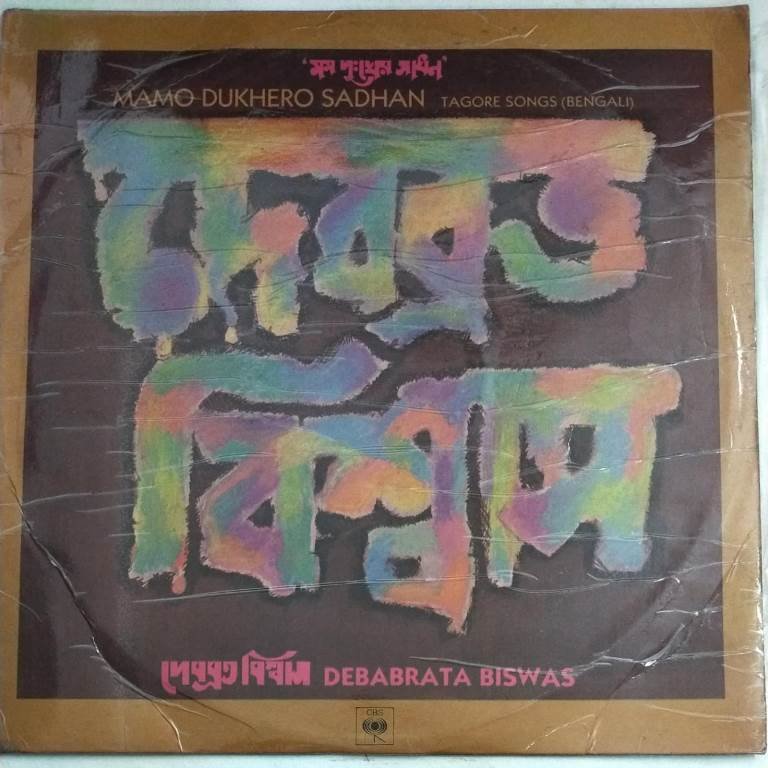 ‘মম দুঃখের সাধন’
MAMO DUKHERO SADHAN TAGORE SONGS (BENGALI)
দেবব্রত
বিশ্বাস
দেবব্রত বিশ্বাস DEBABRATA BISWAS
CBS